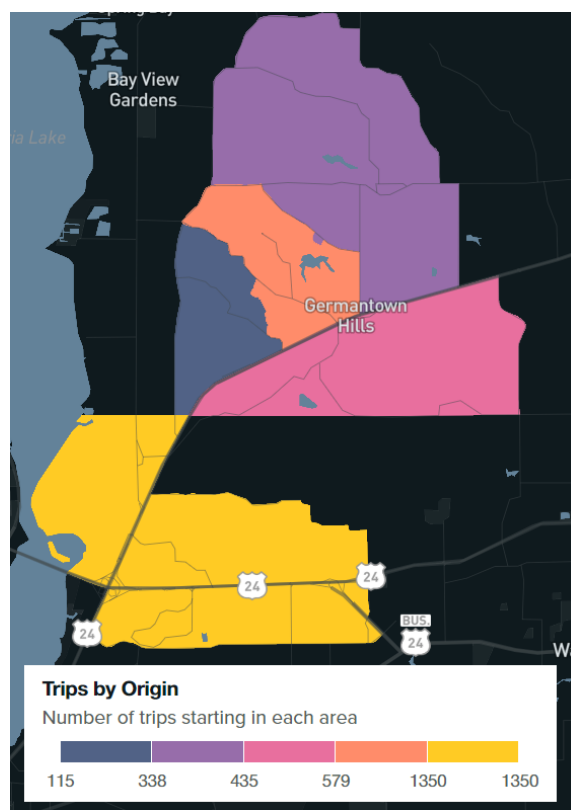 Bay View
Gardens
Germantown
Hills
24
24
24
BUS.
24
Trips by Origin
Number of trips starting in each area
115 338 435 579 1350 1350